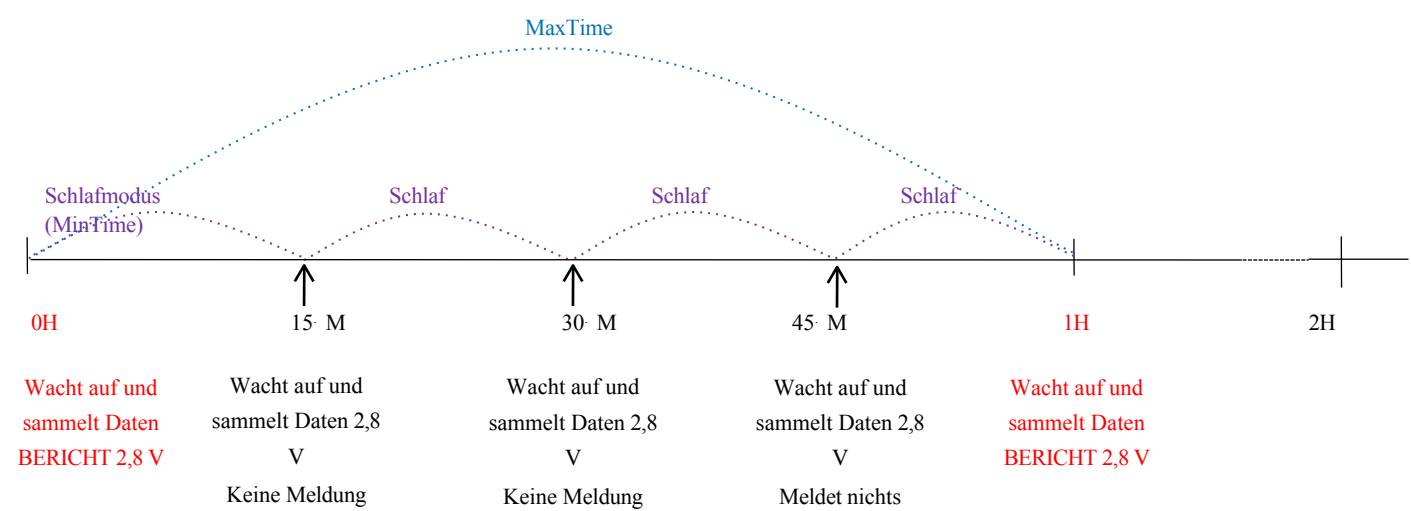 MaxTime
Schlafmodus
(MinTime)
Schlaf
Schlaf
Schlaf
0H
15 M
30 M
45 M
1H
2H
Wacht auf und
sammelt Daten
BERICHT 2,8 V
Wacht auf und
sammelt Daten 2,8
V
Keine Meldung
Wacht auf und
sammelt Daten 2,8
V
Keine Meldung
Wacht auf und
sammelt Daten 2,8
V
Meldet nichts
Wacht auf und
sammelt Daten
BERICHT 2,8 V